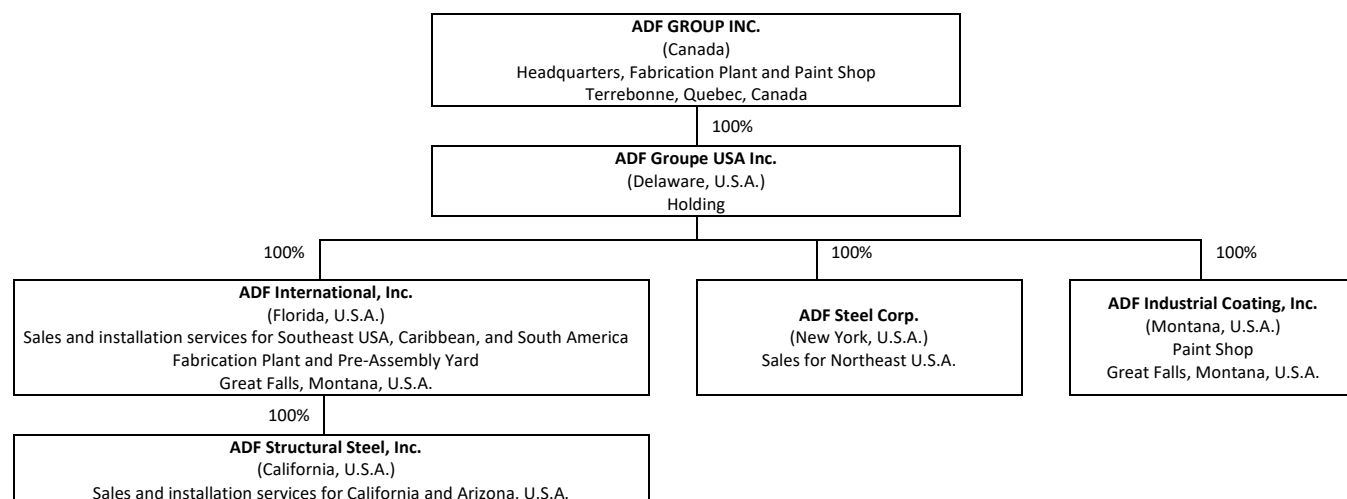 ADF GROUP INC.
(Canada)
Headquarters, Fabrication Plant and Paint Shop
Terrebonne, Quebec, Canada
100%
ADF Groupe USA Inc.
(Delaware, U.S.A.)
Holding
100%
100%
100%
ADF International, Inc.
(Florida, U.S.A.)
Sales and installation services for Southeast USA, Caribbean, and South America
Fabrication Plant and Pre-Assembly Yard
Great Falls, Montana, U.S.A.
ADF Steel Corp.
(New York, U.S.A.)
Sales for Northeast U.S.A.
ADF Industrial Coating, Inc.
(Montana, U.S.A.)
Paint Shop
Great Falls, Montana, U.S.A.
100%
ADF Structural Steel, Inc.
(California, U.S.A.)
Sales and installation services for California and Arizona, U.S.A.